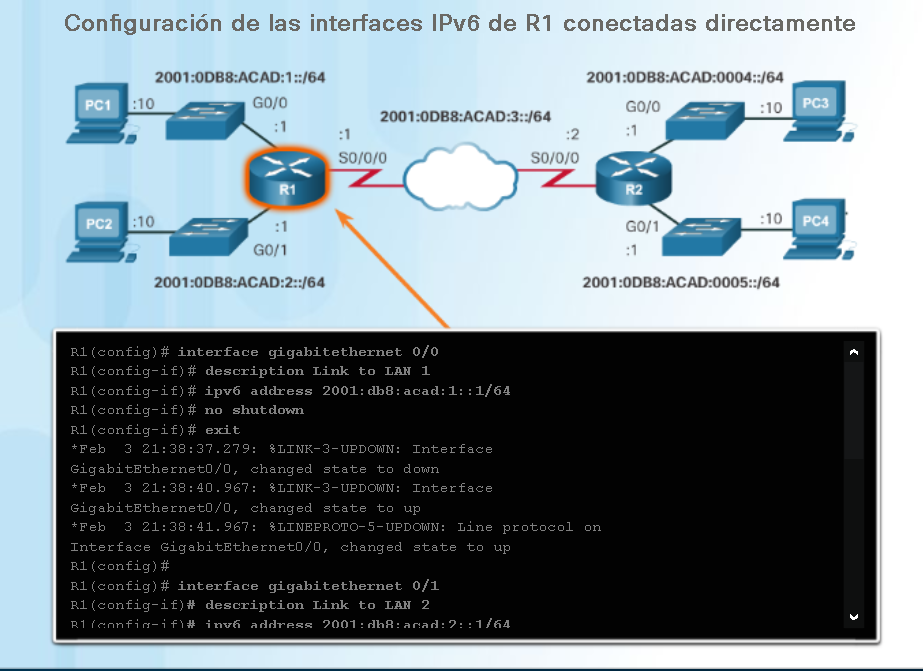 Configuración de las interfaces IPv6 de R1 conectadas directamente
2001:0DB8:ACAD:1::/64
2001:0DB8:ACAD:0004::/64
PC1
:10
G0/0
:1
2001:0DB8:ACAD:3::/64
G0/0
:1
:10
PC3
:1
S0/0/0
:2
S0/0/0
R1
R2
PC2
:10
:1
G0/1
G0/1
:1
:10
PC4
2001:0DB8:ACAD:2::/64
2001:0DB8:ACAD:0005::/64
R1(config)# interface gigabitethernet 0/0
R1(config-if)# description Link to LAN 1
R1(config-if)# ipv6 address 2001:db8:acad:1::1/64
R1(config-if)# no shutdown
R1(config-if)# exit
*Feb  3 21:38:37.279: %LINK-3-UPDOWN: Interface
GigabitEthernet0/0, changed state to down
*Feb  3 21:38:40.967: %LINK-3-UPDOWN: Interface
GigabitEthernet0/0, changed state to up
*Feb  3 21:38:41.967: %LINEPROTO-5-UPDOWN: Line protocol on
Interface GigabitEthernet0/0, changed state to up
R1(config)#
R1(config)# interface gigabitethernet 0/1
R1(config-if)# description Link to LAN 2
R1(config-if)# ipv6 address 2001:db8:acad:2::1/64